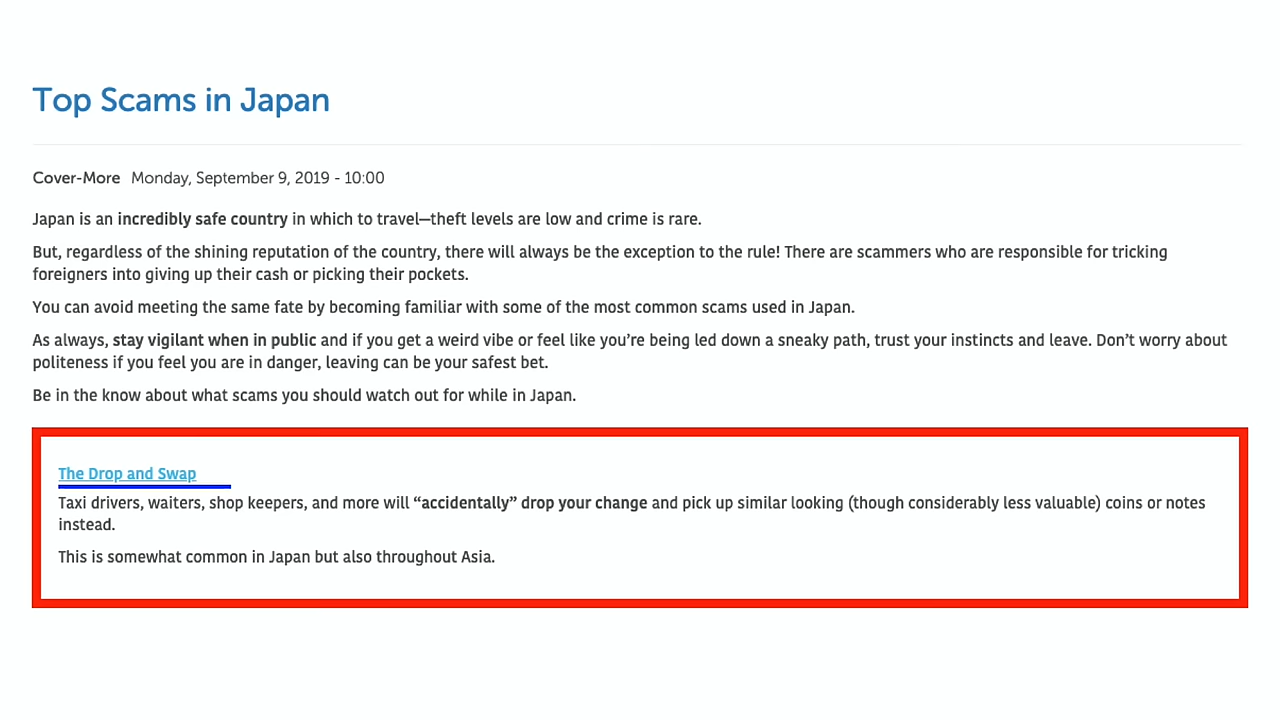 Top Scams in Japan
Cover-More Monday, September 9, 2019 - 10:00
Japan is an incredibly safe country in which to travel—theft levels are low and crime is rare.
But, regardless of the shining reputation of the country, there will always be the exception to the rule! There are scammers who are responsible for tricking
foreigners into giving up their cash or picking their pockets.
You can avoid meeting the same fate by becoming familiar with some of the most common scams used in Japan.
As always, stay vigilant when in public and if you get a weird vibe or feel like you’re being led down a sneaky path, trust your instincts and leave. Don’t worry about
politeness if you feel you are in danger, leaving can be your safest bet.
Be in the know about what scams you should watch out for while in Japan.
The Drop and Swap
Taxi drivers, waiters, shop keepers, and more will “accidentally” drop your change and pick up similar looking (though considerably less valuable) coins or notes
instead.
This is somewhat common in Japan but also throughout Asia.